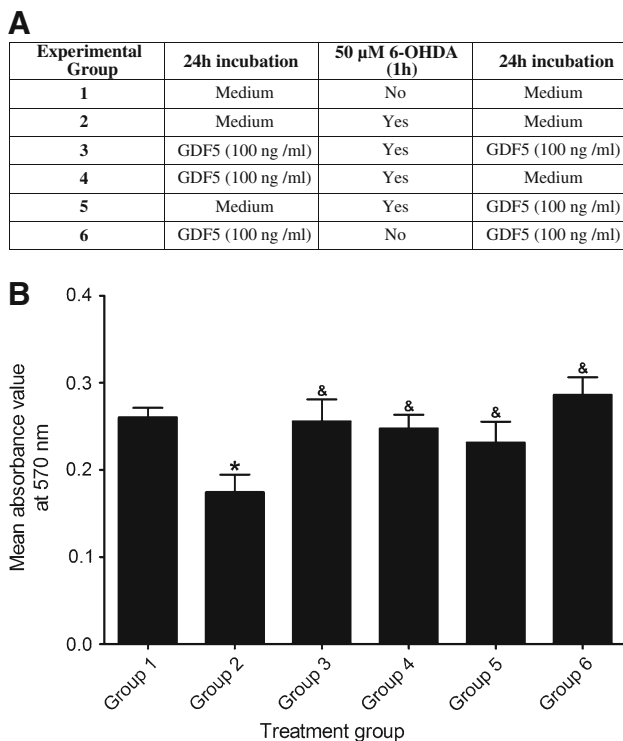 A
Experimental Group 24h incubation 50 µM 6-OHDA (1h) 24h incubation
1 Medium No Medium
2 Medium Yes Medium
3 GDF5 (100 ng /ml) Yes GDF5 (100 ng /ml)
4 GDF5 (100 ng /ml) Yes Medium
5 Medium Yes GDF5 (100 ng /ml)
6 GDF5 (100 ng /ml) No GDF5 (100 ng /ml)
B
Mean absorbance value
at 570 nm
0.4
0.3
0.2
0.1
0.0
* & & & &
Group 1 Group 2 Group 3 Group 4 Group 5 Group 6
Treatment group